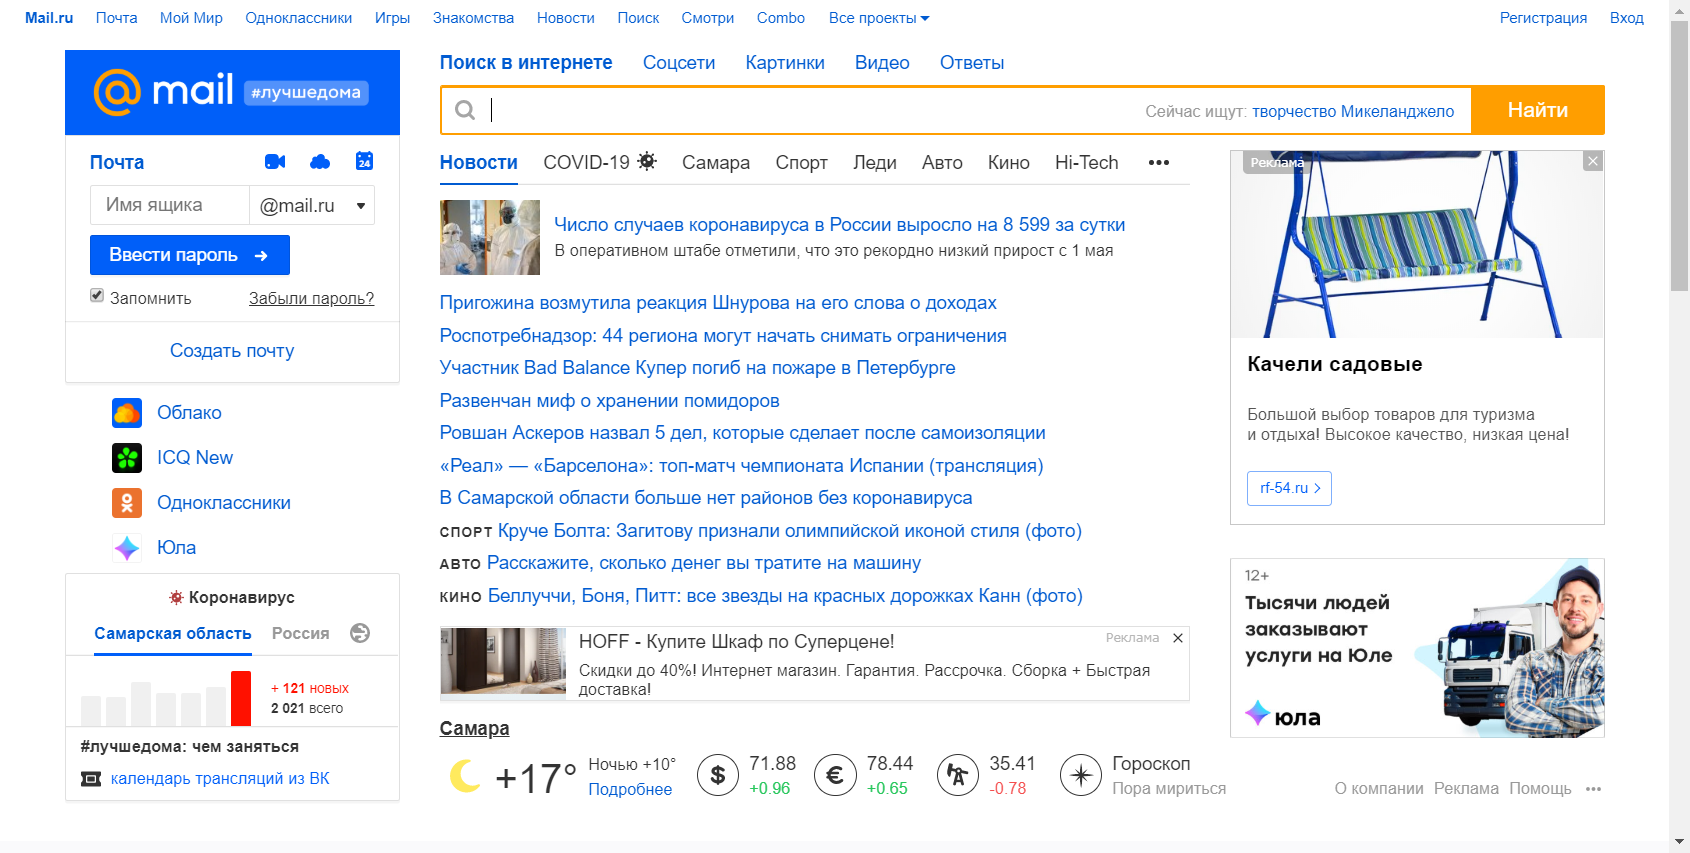 Mail.ru Почта Мой Мир Одноклассники Игры Знакомства Новости Поиск Смотри Combo Все проекты Регистрация Вход
@mail #лучшедома
Почта
24
Имя ящика @mail.ru
Ввести пароль →
Запомнить Забыли пароль?
Создать почту
Облако
ICQ New
Одноклассники
Юла
Коронавирус
Самарская область Россия
+ 121 новых
2 021 всего
#лучшедома: чем заняться
календарь трансляций из ВК
Поиск в интернете Соцсети Картинки Видео Ответы
Сейчас ищут: творчество Микеланджело Найти
Новости COVID-19 Самара Спорт Леди Авто Кино Hi-Tech •••
Число случаев коронавируса в России выросло на 8 599 за сутки
В оперативном штабе отметили, что это рекордно низкий прирост с 1 мая
Пригожина возмутила реакция Шнурова на его слова о доходах
Роспотребнадзор: 44 региона могут начать снимать ограничения
Участник Bad Balance Купер погиб на пожаре в Петербурге
Развенчан миф о хранении помидоров
Ровшан Аскеров назвал 5 дел, которые сделает после самоизоляции
«Реал» — «Барселона»: топ-матч чемпионата Испании (трансляция)
В Самарской области больше нет районов без коронавируса
СПОРТ Круче Болта: Загитову признали олимпийской иконой стиля (фото)
АВТО Расскажите, сколько денег вы тратите на машину
КИНО Беллуччи, Боня, Питт: все звезды на красных дорожках Канн (фото)
HOFF - Купите Шкаф по Суперцене! Реклама
Скидки до 40%! Интернет магазин. Гарантия. Рассрочка. Сборка + Быстрая
доставка!
Самара
+17° Ночью +10°
Подробнее
$ 71.88
+0.96
€ 78.44
+0.65
35.41
-0.78
Гороскоп
Пора мириться
Реклама
Качели садовые
Большой выбор товаров для туризма
и отдыха! Высокое качество, низкая цена!
rf-54.ru
12+
Тысячи людей
заказывают
услуги на Юле
юла
О компании Реклама Помощь •••